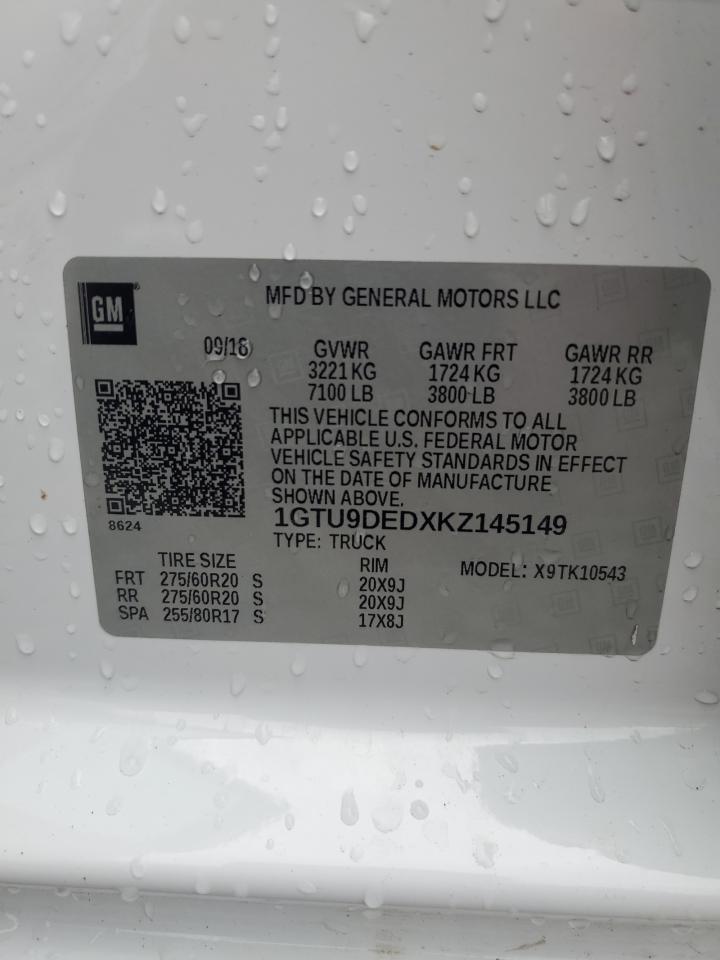 GM
MFD BY GENERAL MOTORS LLC
09/18 GVWR GAWR FRT GAWR RR
3221 KG 1724 KG 1724 KG
7100 LB 3800 LB 3800 LB
THIS VEHICLE CONFORMS TO ALL
APPLICABLE U.S. FEDERAL MOTOR
VEHICLE SAFETY STANDARDS IN EFFECT
ON THE DATE OF MANUFACTURE
SHOWN ABOVE.
8624 1GTU9DEDXKZ145149
TYPE: TRUCK
TIRE SIZE RIM MODEL: X9TK10543
FRT 275/60R20 S 20X9J
RR 275/60R20 S 20X9J
SPA 255/80R17 S 17X8J